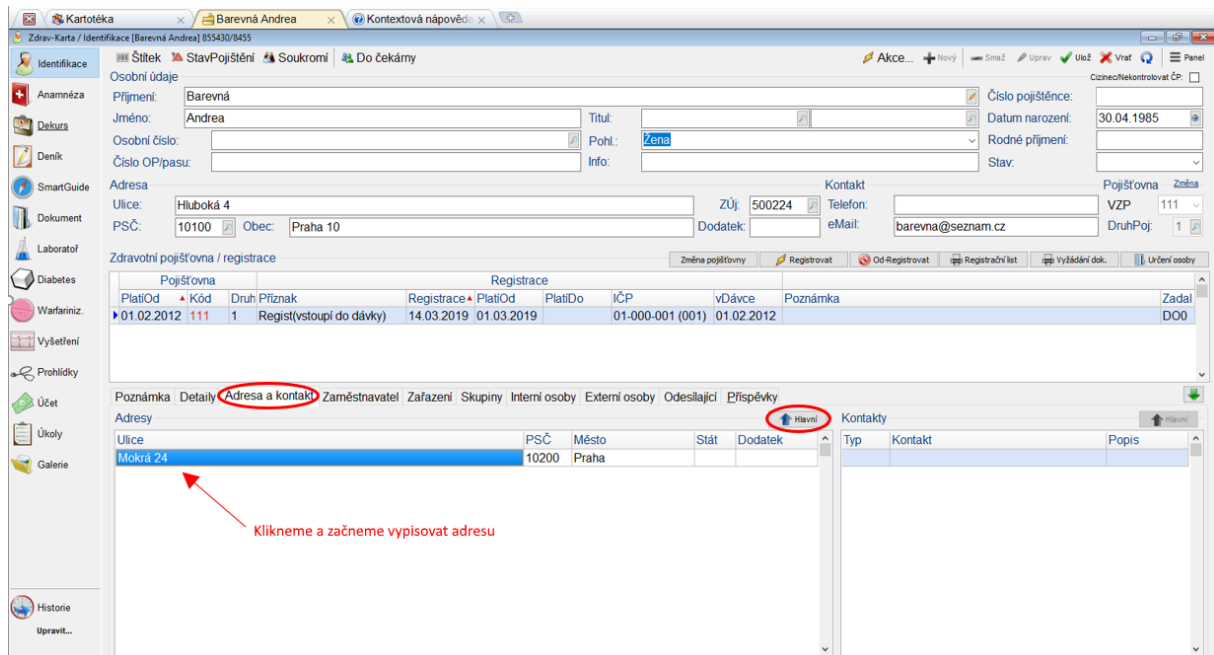 Kartotéka × Barevná Andrea × Kontextová nápověda ×
Zdrav-Karta / Identifikace [Barevná Andrea] 855430/8455
Identifikace
Anamnéza
Dekurs
Deník
SmartGuide
Dokument
Laboratoř
Diabetes
Warfariniz.
Vyšetření
Prohlídky
Účet
Úkoly
Galerie
Historie
Upravit...
Štítek StavPojištění Soukromí Do čekárny Akce... Nový Smaž Uprav Ulož Vrať Panel
Osobní údaje Cizinec/Nekontrolovat ČP:
Příjmení: Barevná Číslo pojištěnce:
Jméno: Andrea Titul: Datum narození: 30.04.1985
Osobní číslo: Pohl.: Žena Rodné příjmení:
Číslo OP/pasu: Info: Stav:
Adresa Kontakt Pojišťovna Změna
Ulice: Hluboká 4 ZÚj: 500224 Telefon: VZP 111
PSČ: 10100 Obec: Praha 10 Dodatek: eMail: barevna@seznam.cz DruhPoj: 1
Zdravotní pojišťovna / registrace Změna pojišťovny Registrovat Od-Registrovat Registrační list Vyžádání dok. Určení osoby
Pojišťovna Registrace
PlatíOd Kód Druh Příznak Registrace PlatíOd PlatíDo IČP vDávce Poznámka Zadal
01.02.2012 111 1 Regist(vstoupí do dávky) 14.03.2019 01.03.2019 01-000-001 (001) 01.02.2012 DO0
Poznámka Detaily Adresa a kontakt Zaměstnavatel Zařazení Skupiny Interní osoby Externí osoby Odesílající Příspěvky
Adresy Hlavní Kontakty Hlavní
Ulice PSČ Město Stát Dodatek Typ Kontakt Popis
Mokrá 24 10200 Praha
Klikneme a začneme vypisovat adresu